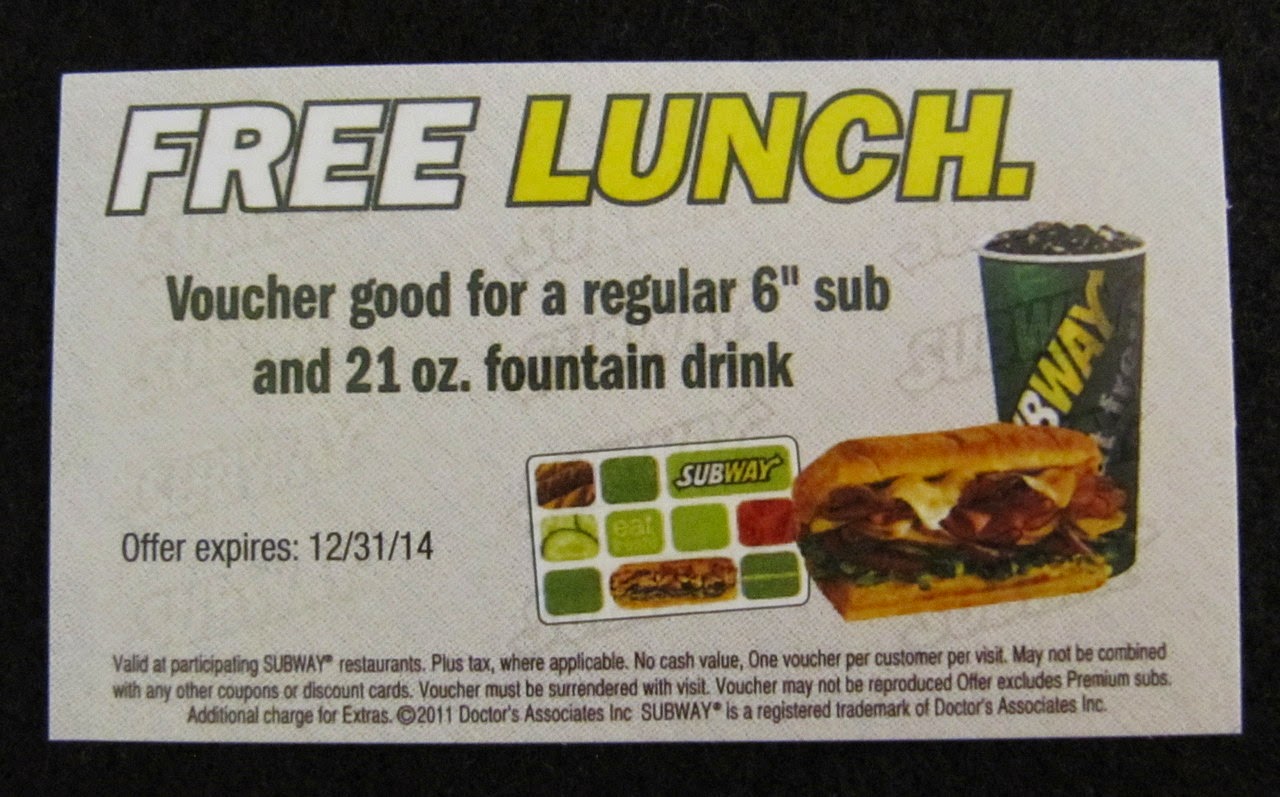 FREE LUNCH.
Voucher good for a regular 6" sub
and 21 oz. fountain drink
SUBWAY
SUBWAY
eat
Offer expires: 12/31/14
Valid at participating SUBWAY® restaurants. Plus tax, where applicable. No cash value, One voucher per customer per visit. May not be combined
with any other coupons or discount cards. Voucher must be surrendered with visit. Voucher may not be reproduced Offer excludes Premium subs.
Additional charge for Extras. ©2011 Doctor's Associates Inc SUBWAY® is a registered trademark of Doctor's Associates Inc.